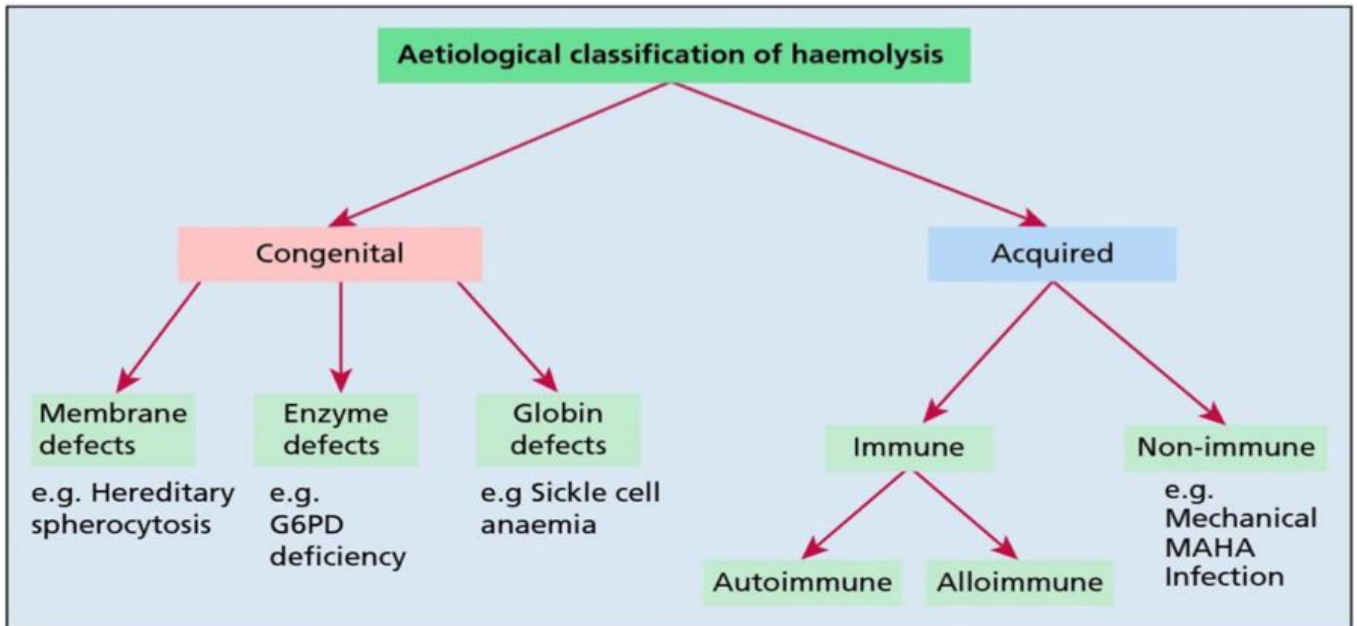 Aetiological classification of haemolysis
Congenital
Acquired
Membrane
defects
e.g. Hereditary
spherocytosis
Enzyme
defects
e.g.
G6PD
deficiency
Globin
defects
e.g Sickle cell
anaemia
Immune
Autoimmune
Alloimmune
Non-immune
e.g.
Mechanical
MAHA
Infection